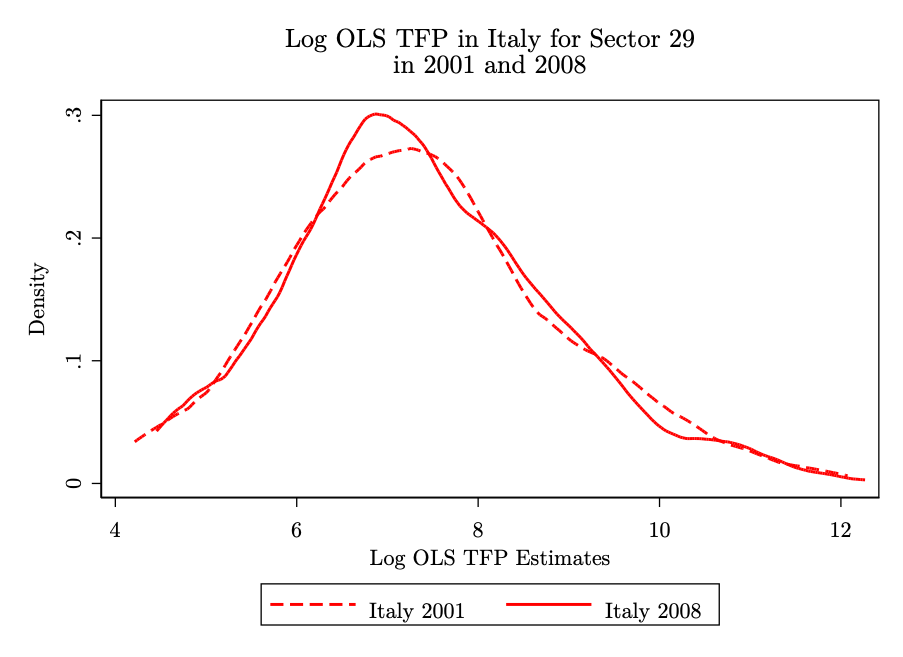 Log OLS TFP in Italy for Sector 29
in 2001 and 2008
.3
.2
.1
0
Density
4 6 8 10 12
Log OLS TFP Estimates
Italy 2001 Italy 2008